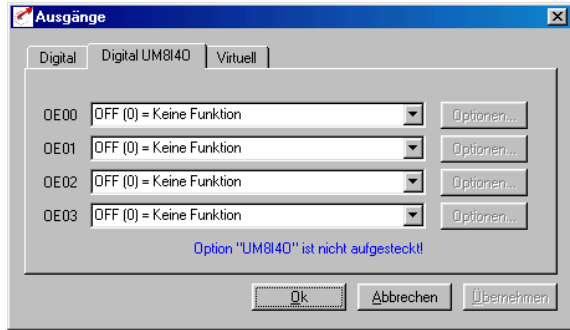 Ausgänge
Digital Digital UM8I4O Virtuell
OE00 OFF (0) = Keine Funktion Optionen...
OE01 OFF (0) = Keine Funktion Optionen...
OE02 OFF (0) = Keine Funktion Optionen...
OE03 OFF (0) = Keine Funktion Optionen...
Option "UM8I4O" ist nicht aufgesteckt!
Ok Abbrechen Übernehmen